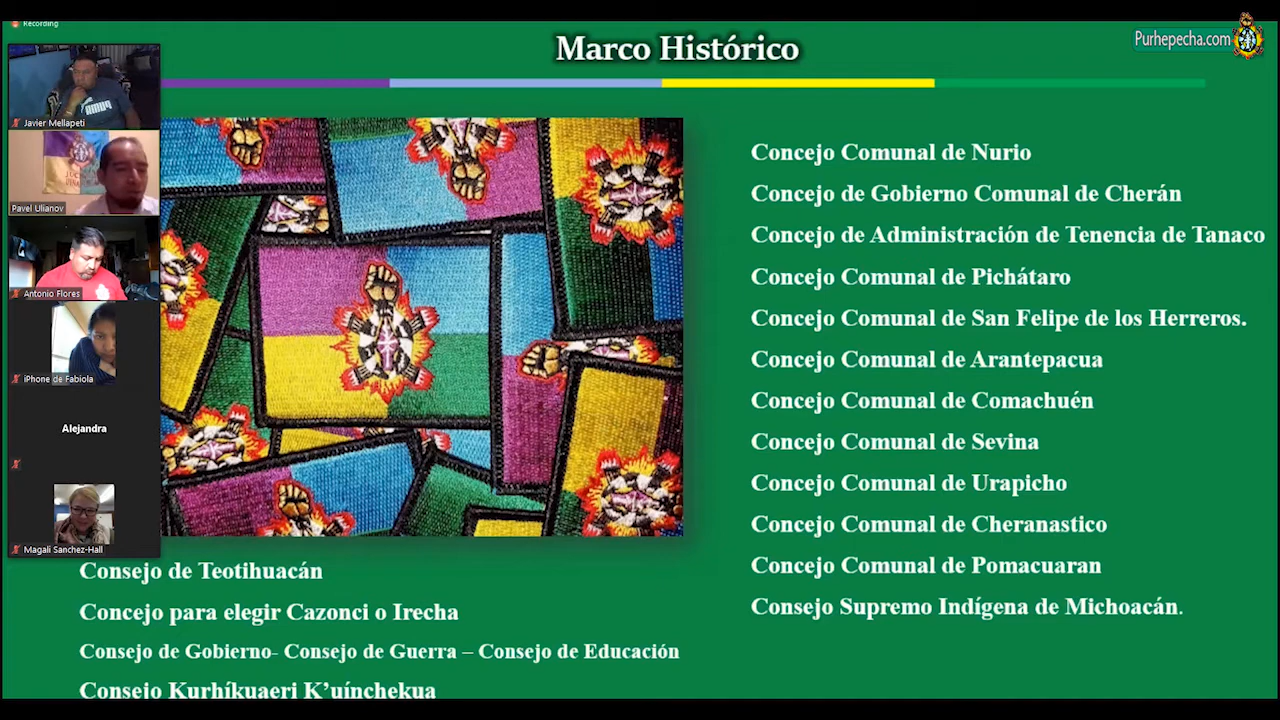 Recording
Marco Histórico
Purhepecha.com
Javier Mellapeti
Pavel Ulianov
Antonio Flores
iPhone de Fabiola
Alejandra
Magali Sanchez-Hall
Concejo Comunal de Nurio
Concejo de Gobierno Comunal de Cherán
Concejo de Administración de Tenencia de Tanaco
Concejo Comunal de Pichátaro
Concejo Comunal de San Felipe de los Herreros.
Concejo Comunal de Arantepacua
Concejo Comunal de Comachuén
Concejo Comunal de Sevina
Concejo Comunal de Urapicho
Concejo Comunal de Cheranastico
Concejo Comunal de Pomacuaran
Consejo Supremo Indígena de Michoacán.
Consejo de Teotihuacán
Concejo para elegir Cazonci o Irecha
Consejo de Gobierno- Consejo de Guerra – Consejo de Educación
Consejo Kurhíkuaeri K’uínchekua